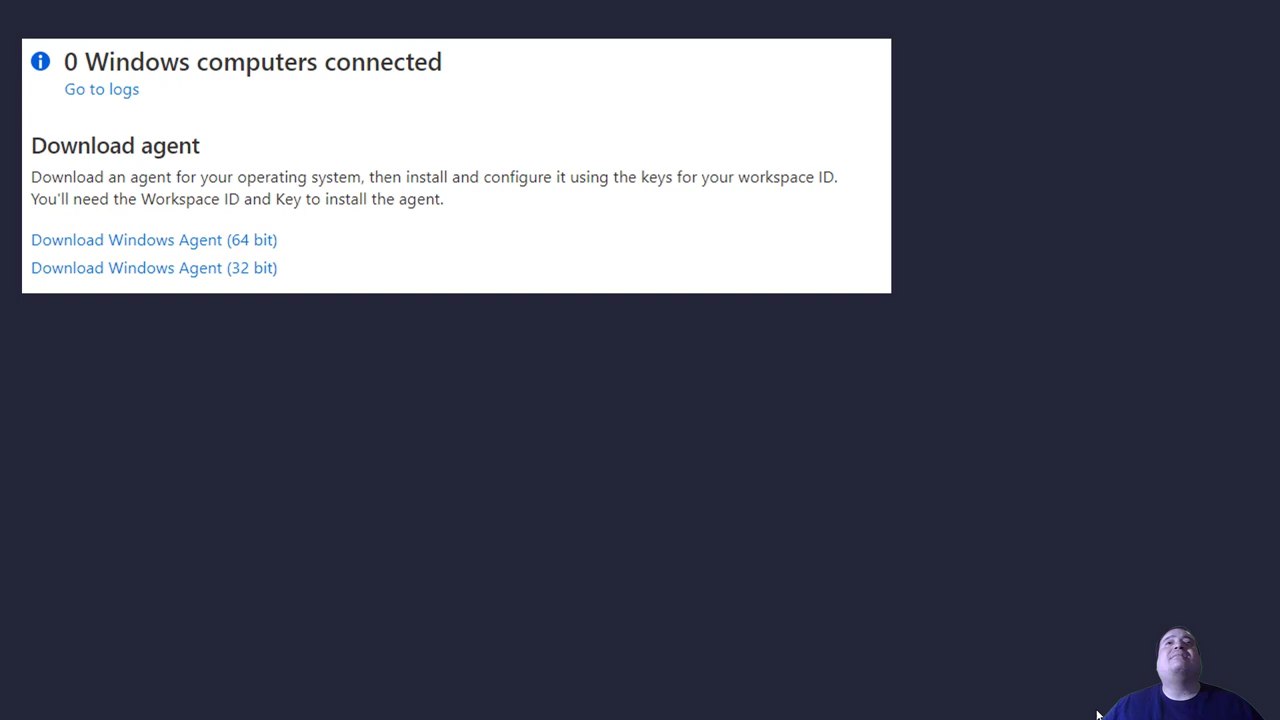 0 Windows computers connected
Go to logs
Download agent
Download an agent for your operating system, then install and configure it using the keys for your workspace ID.
You'll need the Workspace ID and Key to install the agent.
Download Windows Agent (64 bit)
Download Windows Agent (32 bit)